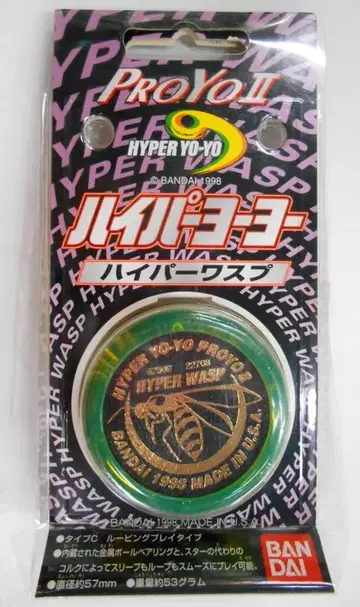 PROYO II
HYPER YO-YO
© BANDAI 1998
ハイパーヨーヨー
ハイパーワスプ
HYPER WASP
HYPER YO-YO PROYO II
HYPER WASP
BANDAI 1998 MADE IN U.S.A.
BANDAI 1998 MADE IN U.S.A.
●タイプC ルーピングプレイタイプ
●内蔵された金属ボールベアリングと、スターの代わりの
コルクによってスリープもループもスムーズにプレイ可能。
●直径約57mm ●重量約53グラム
BAN
DAI